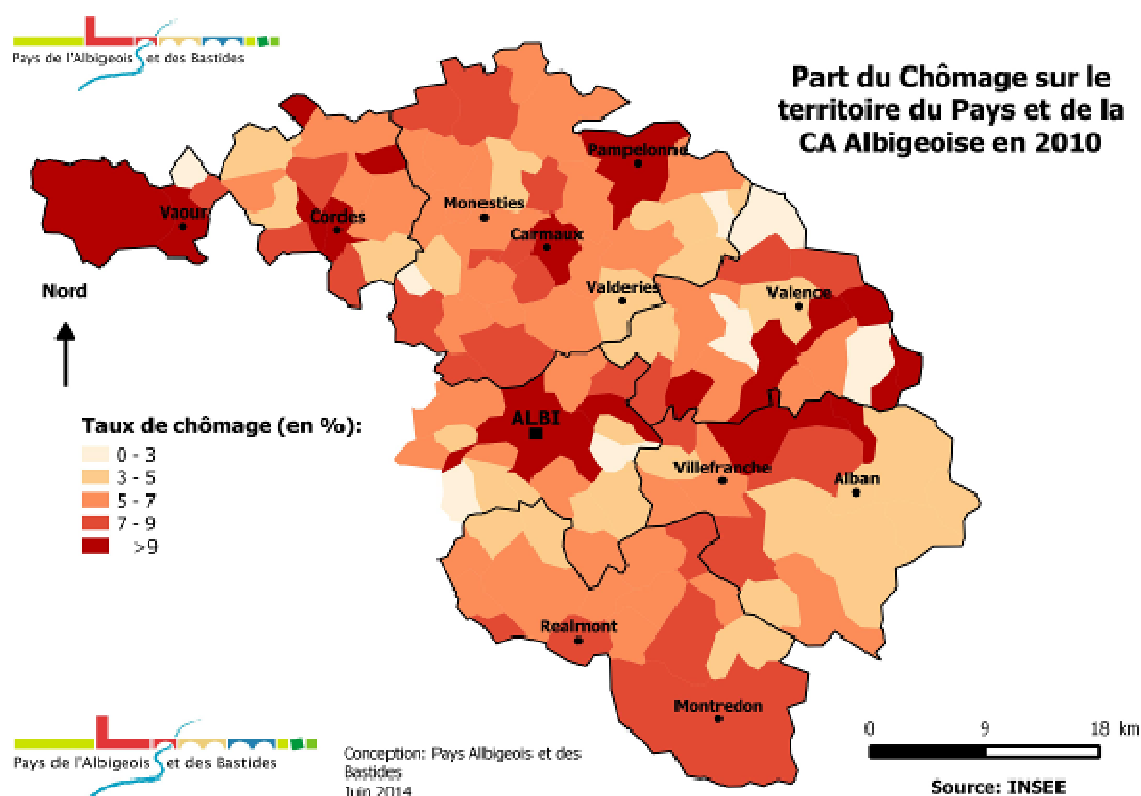 Pays de l'Albigeois et des Bastides
Part du Chômage sur le
territoire du Pays et de la
CA Albigeoise en 2010
Pampelonne
Vaour
Cordes
Monesties
Carmaux
Nord
Valderies
Valence
ALBI
Taux de chômage (en %):
0 - 3
3 - 5
5 - 7
7 - 9
>9
Villefranche
Alban
Realmont
Montredon
0 9 18 km
Pays de l'Albigeois et des Bastides
Conception: Pays Albigeois et des
Bastides
Juin 2014
Source: INSEE